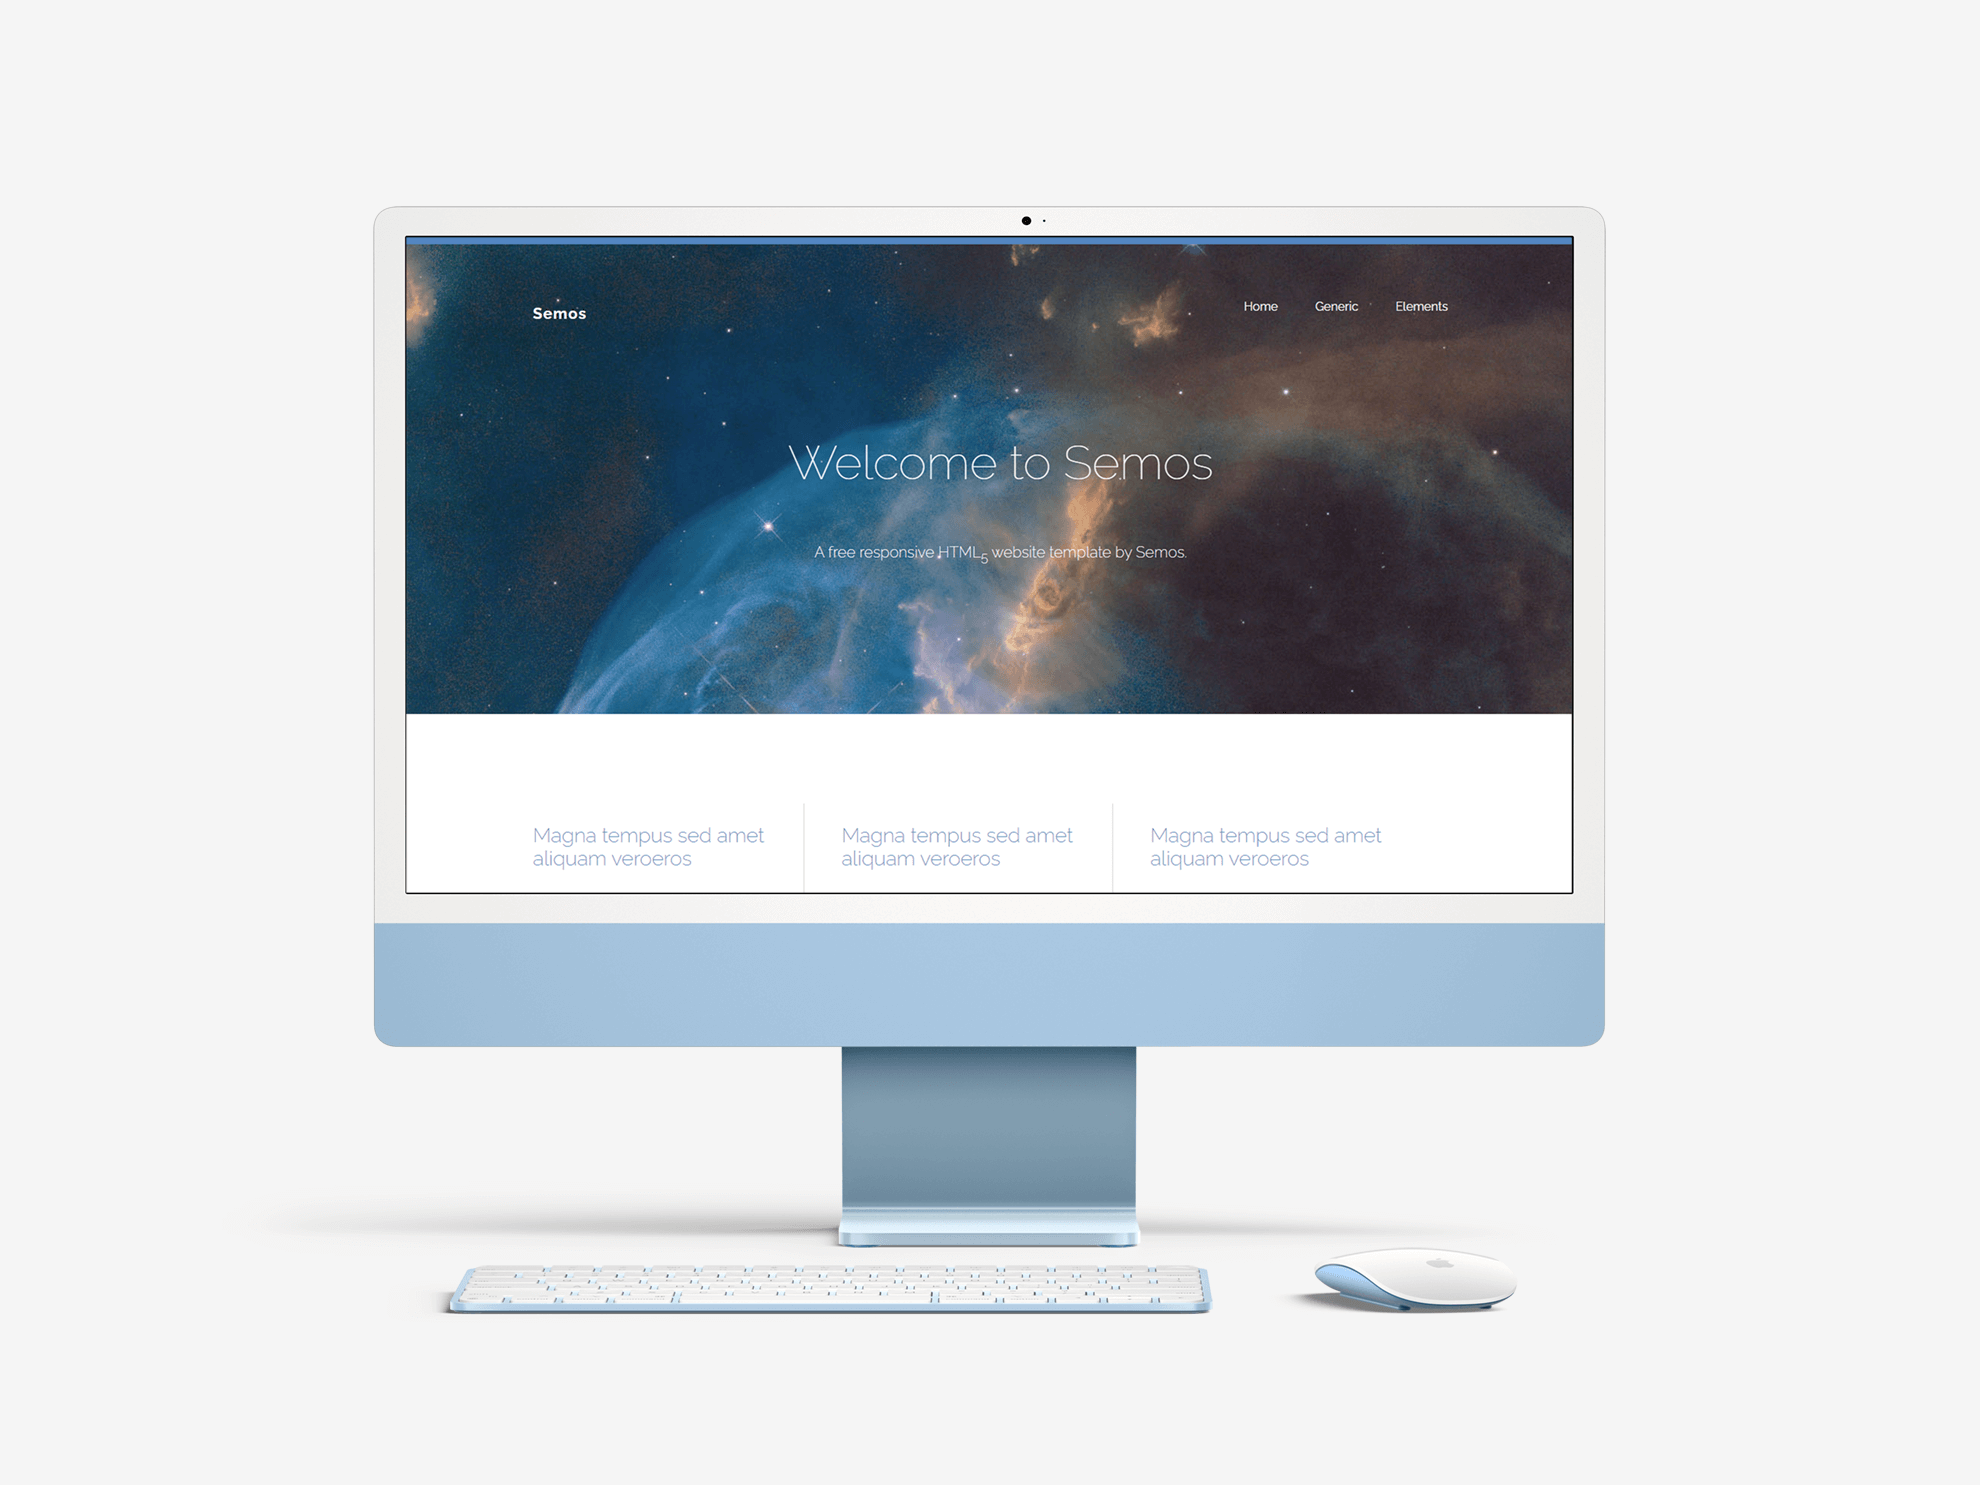 Semos
Home Generic Elements
Welcome to Semos
A free responsive HTML5 website template by Semos.
Magna tempus sed amet
aliquam veroeros
Magna tempus sed amet
aliquam veroeros
Magna tempus sed amet
aliquam veroeros